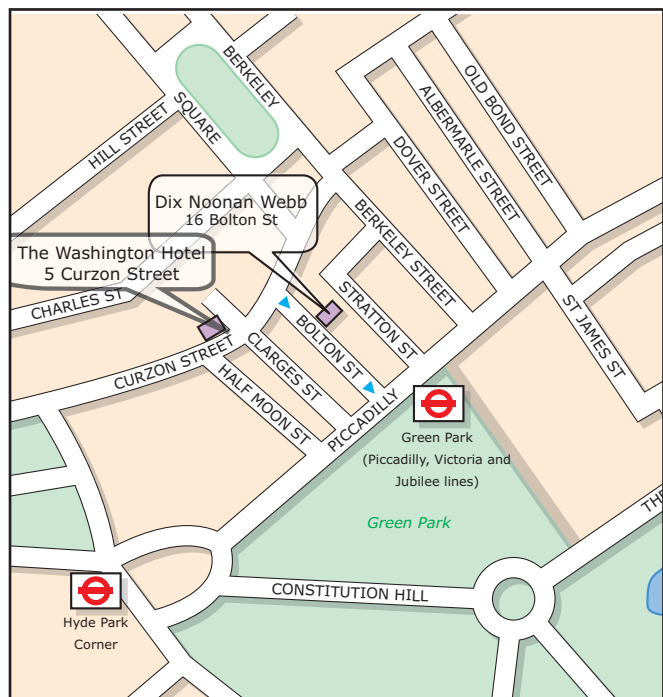 BERKELEY
SQUARE
HILL STREET
OLD BOND STREET
ALBERMARLE STREET
DOVER STREET
Dix Noonan Webb
16 Bolton St
BERKELEY STREET
The Washington Hotel
5 Curzon Street
CHARLES ST
STRATTON ST
BOLTON ST
ST JAMES ST
CURZON STREET
CLARGES ST
HALF MOON ST
PICCADILLY
Green Park
(Piccadilly, Victoria and
Jubilee lines)
THE
Green Park
CONSTITUTION HILL
Hyde Park
Corner